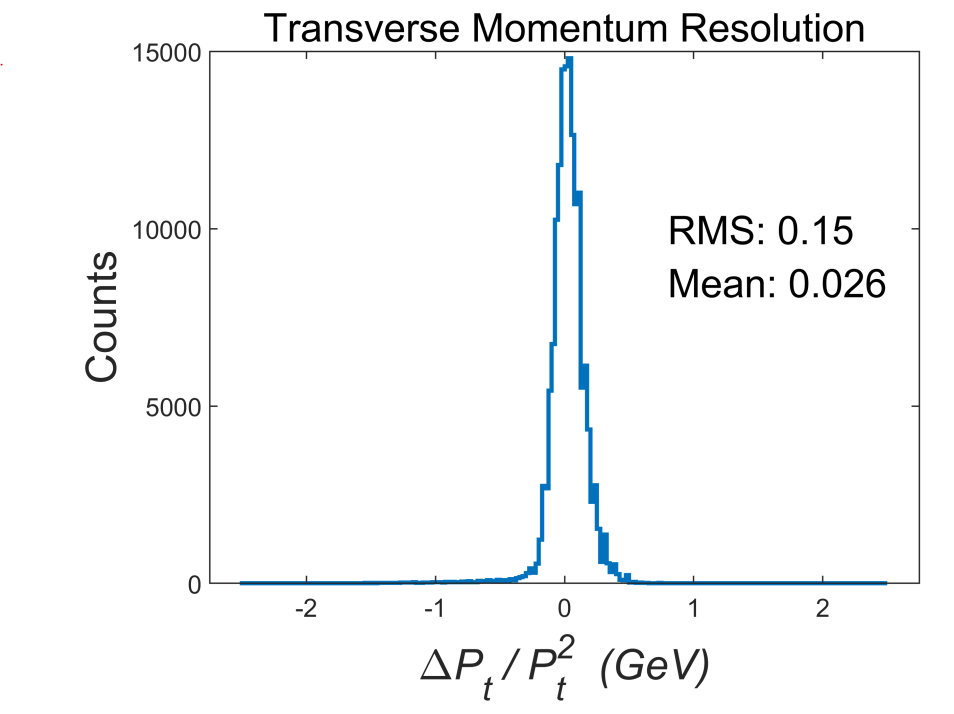 Transverse Momentum Resolution
15000
10000
5000
0
Counts
RMS: 0.15
Mean: 0.026
-2 -1 0 1 2
ΔP_t / P_t^2 (GeV)